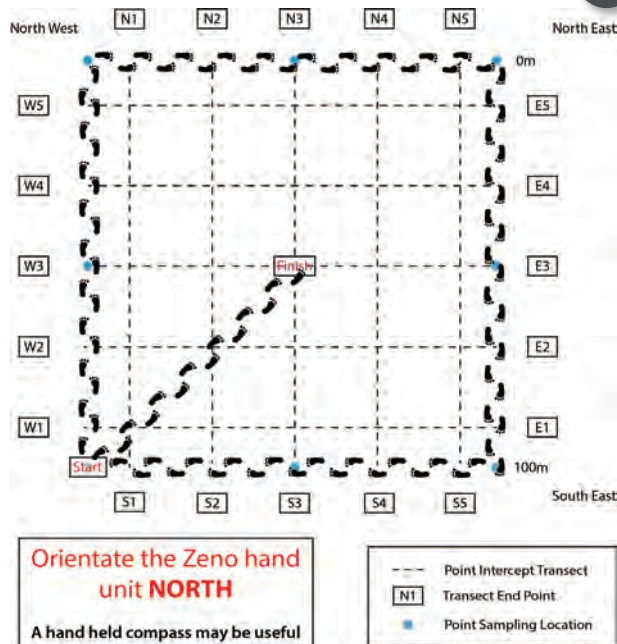 N1 N2 N3 N4 N5
North West
North East
0m
W5 E5
W4 E4
W3 Finish E3
W2 E2
W1 E1
Start 100m
S1 S2 S3 S4 S5
South East
Orientate the Zeno hand
unit NORTH
A hand held compass may be useful
Point Intercept Transect
N1 Transect End Point
Point Sampling Location